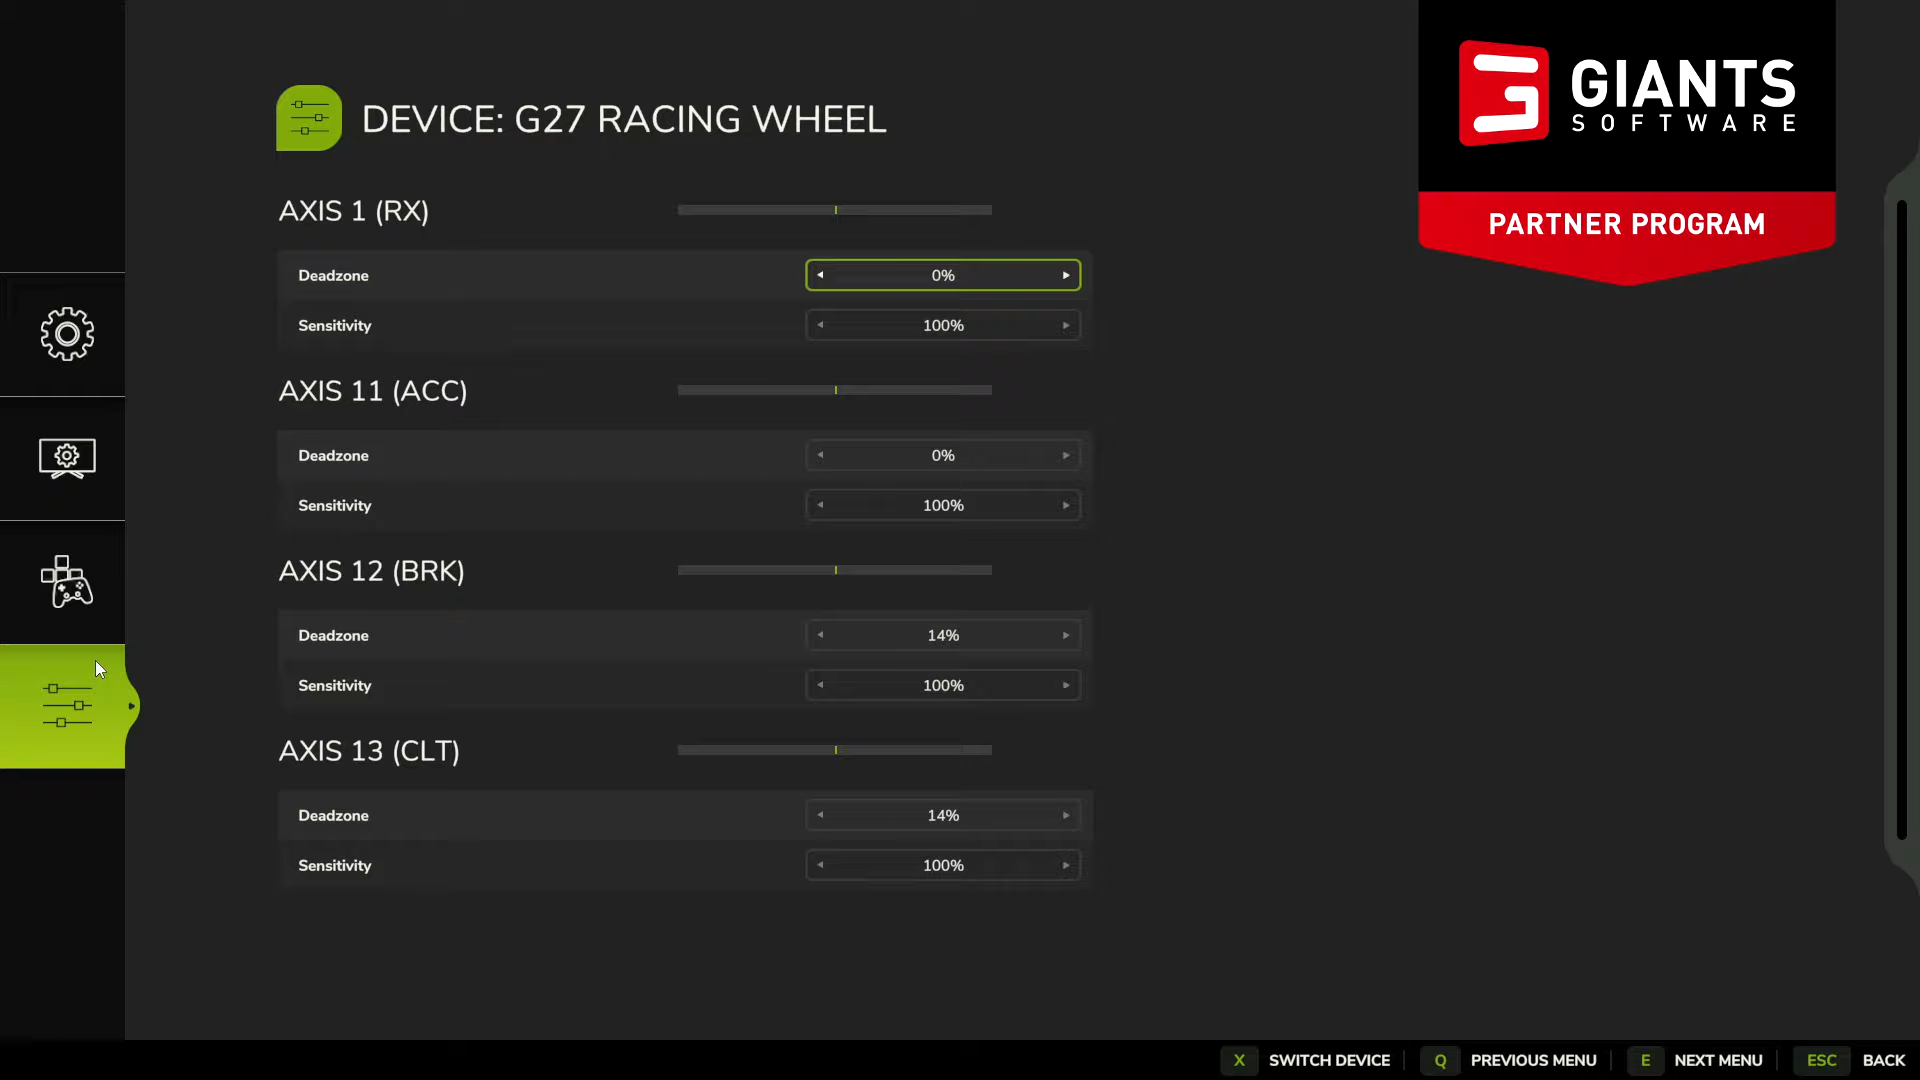 GIANTS
SOFTWARE
PARTNER PROGRAM
DEVICE: G27 RACING WHEEL
AXIS 1 (RX)
Deadzone 0%
Sensitivity 100%
AXIS 11 (ACC)
Deadzone 0%
Sensitivity 100%
AXIS 12 (BRK)
Deadzone 14%
Sensitivity 100%
AXIS 13 (CLT)
Deadzone 14%
Sensitivity 100%
X SWITCH DEVICE Q PREVIOUS MENU E NEXT MENU ESC BACK